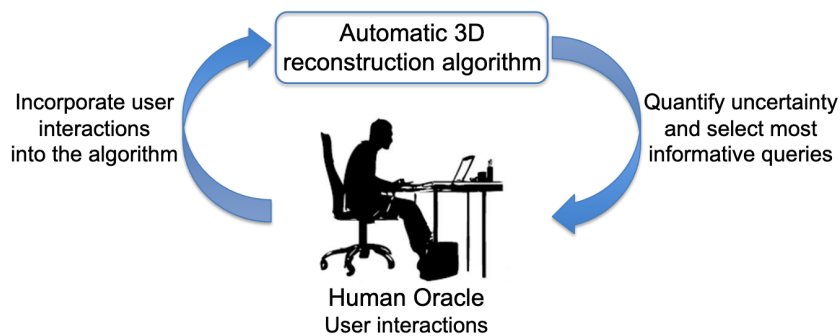 Automatic 3D
reconstruction algorithm
Incorporate user
interactions
into the algorithm
Quantify uncertainty
and select most
informative queries
Human Oracle
User interactions